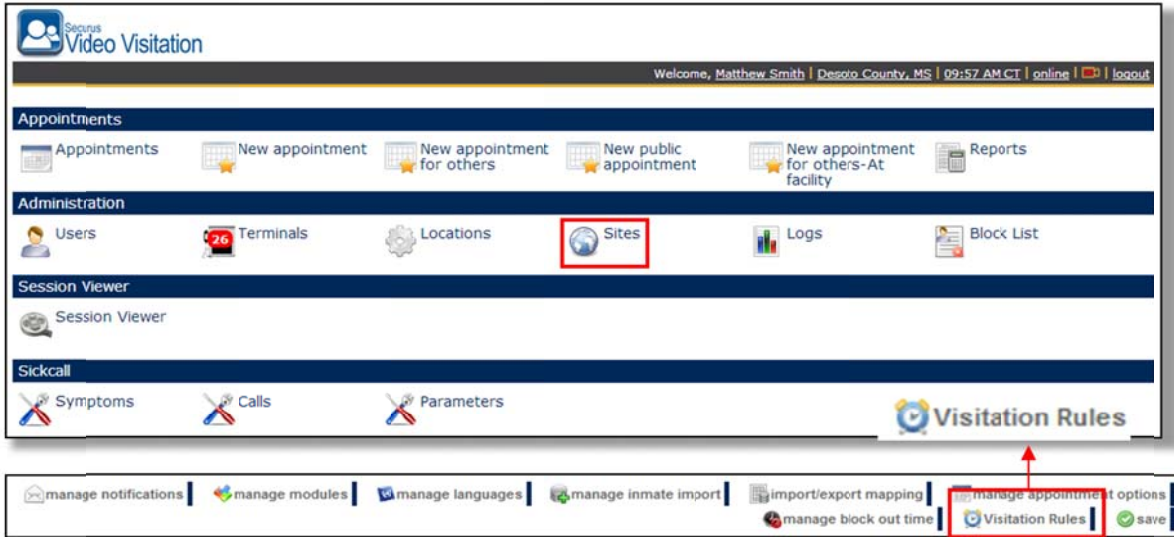 Securus
Video Visitation
Welcome, Matthew Smith | Desoto County, MS | 09:57 AM CT | online | | logout
Appointments
Appointments New appointment New appointment for others New public appointment New appointment for others-At facility Reports
Administration
Users 26 Terminals Locations Sites Logs Block List
Session Viewer
Session Viewer
Sickcall
Symptoms Calls Parameters
Visitation Rules
manage notifications manage modules manage languages manage inmate import import/export mapping manage appointment options
manage block out time Visitation Rules save